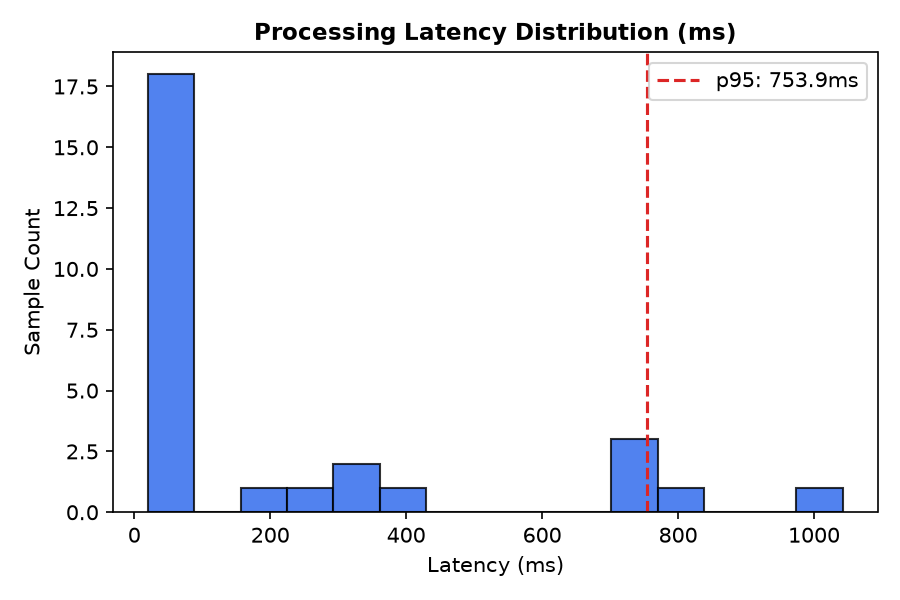 Processing Latency Distribution (ms)
p95: 753.9ms
17.5
15.0
12.5
10.0
7.5
5.0
2.5
0.0
Sample Count
0 200 400 600 800 1000
Latency (ms)